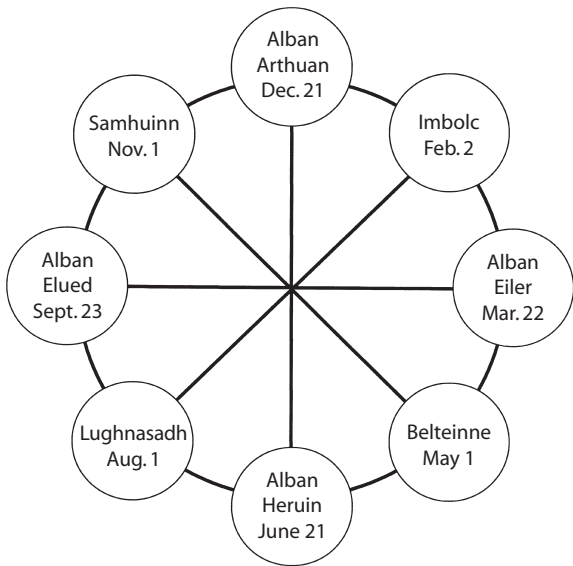 Alban
Arthuan
Dec. 21
Imbolc
Feb. 2
Alban
Eiler
Mar. 22
Belteinne
May 1
Alban
Heruin
June 21
Lughnasadh
Aug. 1
Alban
Elued
Sept. 23
Samhuinn
Nov. 1